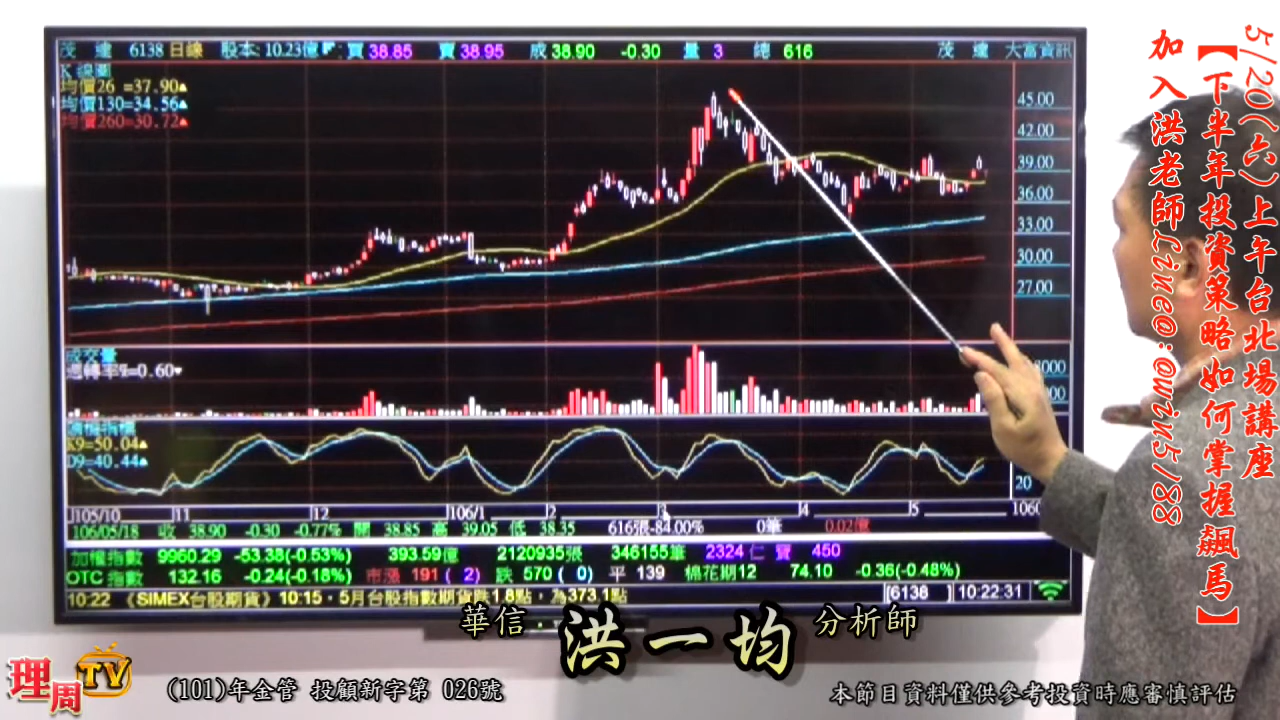 茂達 6138 日線 股本: 10.23億 買 38.85 賣 38.95 成 38.90 -0.30 量 3 總 616 茂達 大富資訊
K 線圖
均價26 =37.90▲
均價130=34.56▲
均價260=30.72▲
45.00
42.00
39.00
36.00
33.00
30.00
27.00
成交量
週轉率%=0.60▼
K9=50.04▲
D9=40.44▲
20
105/10 11 12 106/1 2 3 4 5
106/05/18 收 38.90 -0.30 -0.77% 開 38.85 高 39.05 低 38.35 616張-84.00% 0筆 0.02億
加權指數 9960.29 -53.38(-0.53%) 393.59億 2120935張 346155筆 2324 仁 寶 450
OTC 指數 132.16 -0.24(-0.18%) 市漲 191 ( 2) 跌 570 ( 0) 平 139 棉花期12 74.10 -0.36(-0.48%)
10:22 《SIMEX台股期貨》10:15，5月台股指數期貨跌1.8點，為373.1點 [6138 ] 10:22:31
5/20(六)上午台北場講座
【下半年投資策略如何掌握飆馬】
加入洪老師Line@:@win5188
華信 洪一均 分析師
理周TV
(101)年金管 投顧新字第 026號
本節目資料僅供參考投資時應審慎評估